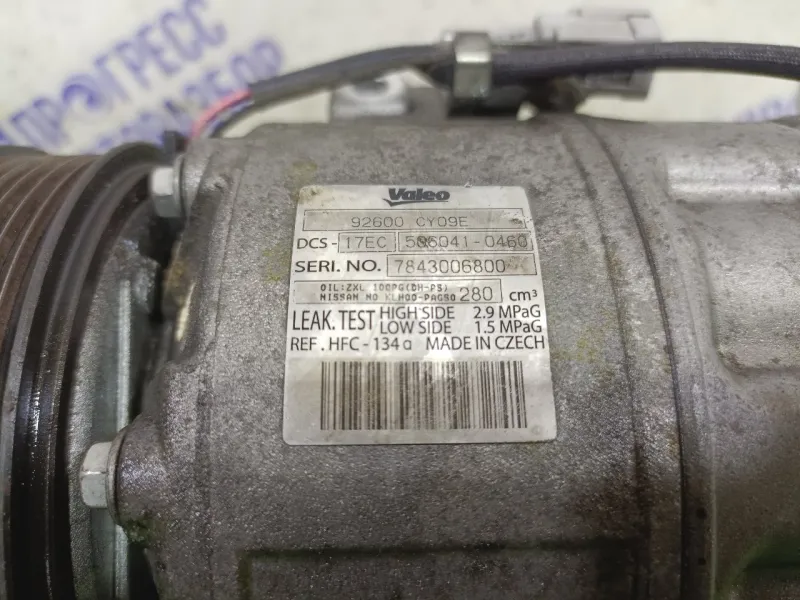 ПРОГРЕСС
Valeo
92600 CY09E
DCS - 17EC 506041-0460
SERI. NO. 7843006800
OIL:ZXL 100PG(DH-PS)
NISSAN NO KLH00-PAGS0 280 cm³
LEAK. TEST HIGH SIDE 2.9 MPaG
LOW SIDE 1.5 MPaG
REF . HFC - 134a MADE IN CZECH